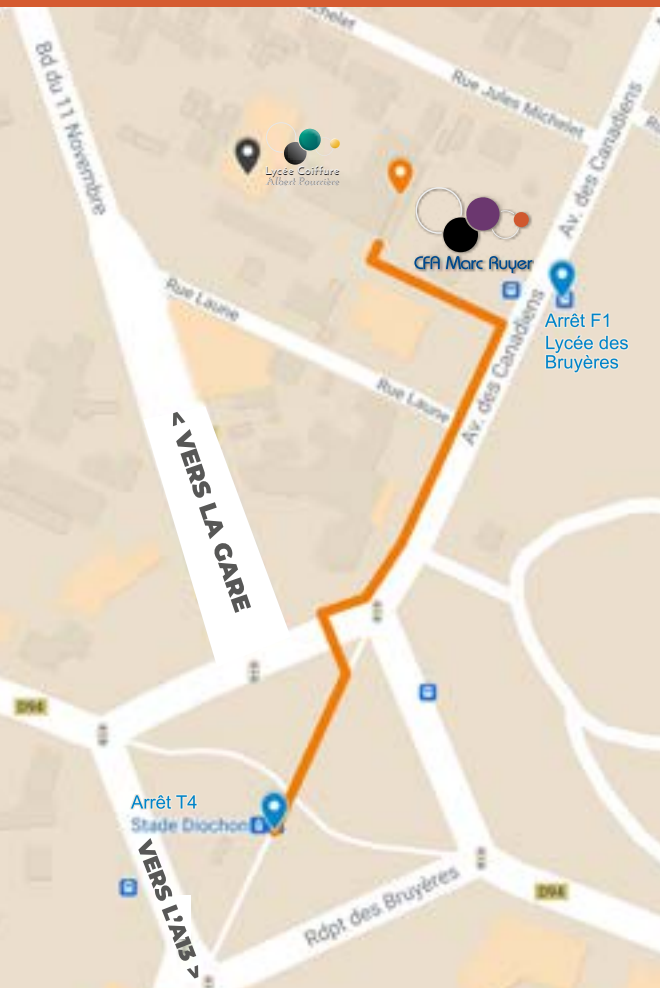 chelet
Rue Jules Michelet
Bd du 11 Novembre
Av. des Canadiens
Lycée Coiffure
Albert Pourrière
CFA Marc Ruyer
Rue Laune
Arrêt F1
Lycée des
Bruyères
Av. des Canadiens
Rue Laune
< VERS LA GARE
D94
Arrêt T4
Stade Diochon
VERS L'A13 >
Rdpt des Bruyères
D94